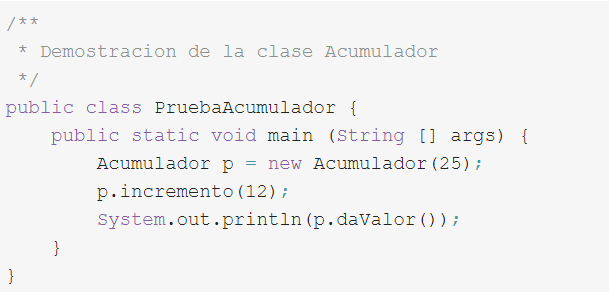 /**
 * Demostracion de la clase Acumulador
 */
public class PruebaAcumulador {
    public static void main (String [] args) {
        Acumulador p = new Acumulador(25);
        p.incremento(12);
        System.out.println(p.daValor());
    }
}